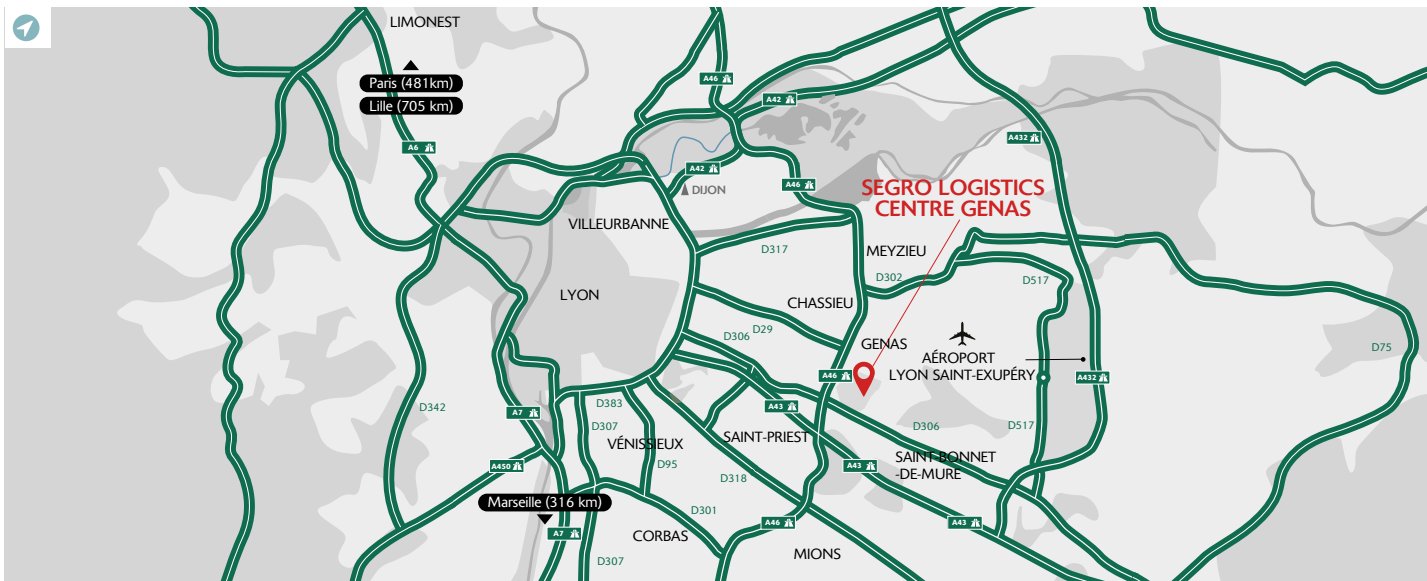 LIMONEST
Paris (481km)
Lille (705 km)
A46
A42
A6
A432
A42
DIJON
A46
SEGRO LOGISTICS
CENTRE GENAS
VILLEURBANNE
D317
MEYZIEU
D302
D517
LYON
CHASSIEU
D29
D306
GENAS
AÉROPORT
LYON SAINT-EXUPÉRY
D75
A46
A432
D342
A7
D383
D307
A43
VÉNISSIEUX
SAINT-PRIEST
D306
D517
SAINT-BONNET
-DE-MURE
A450
D95
D318
A43
Marseille (316 km)
D301
A7
CORBAS
A46
A43
MIONS
D307